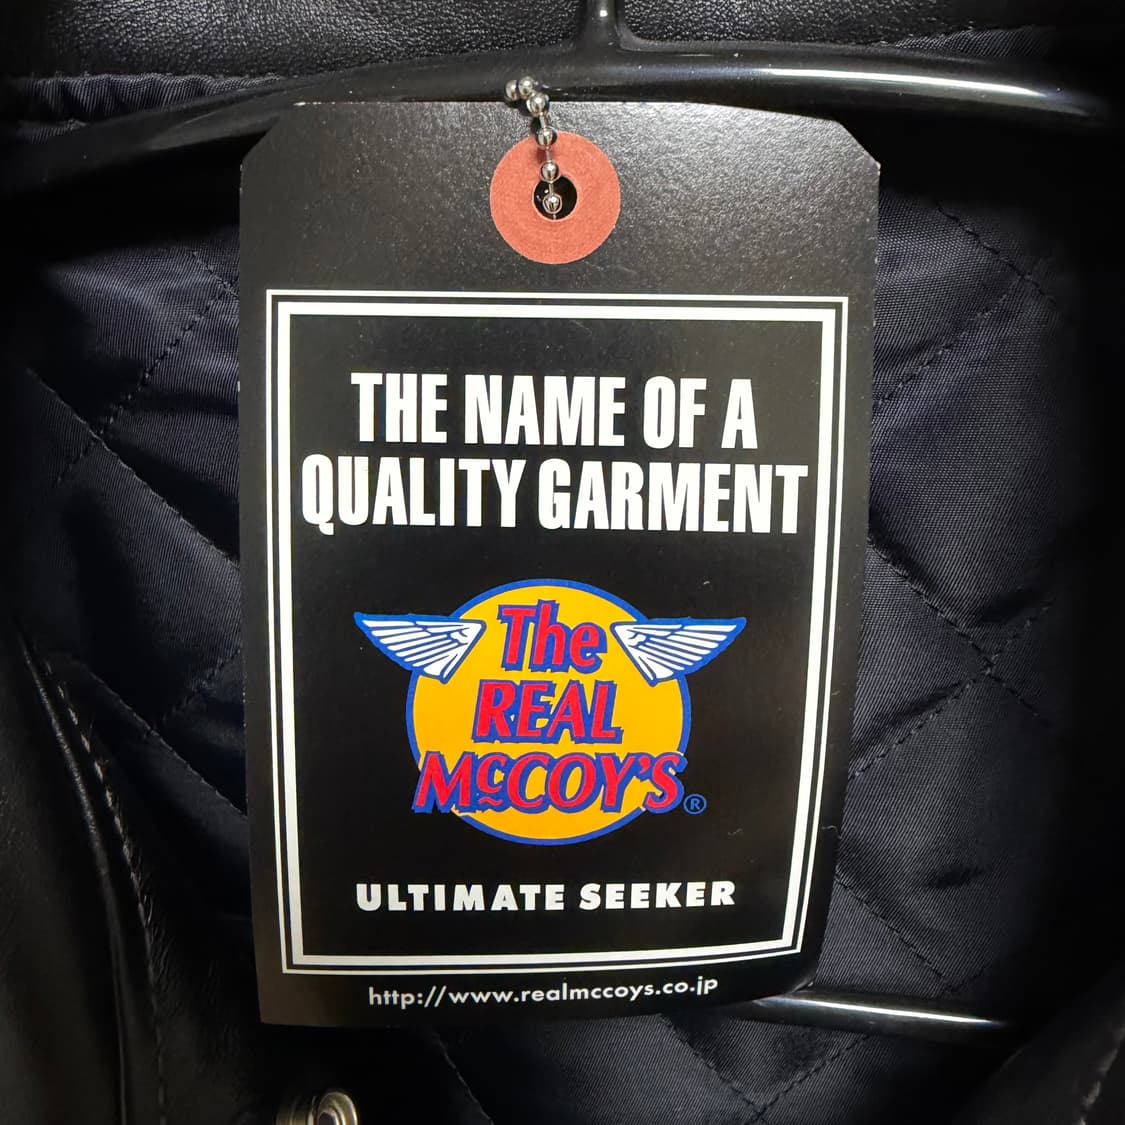 THE NAME OF A
QUALITY GARMENT
The
REAL
McCOY'S®
ULTIMATE SEEKER
http://www.realmccoys.co.jp